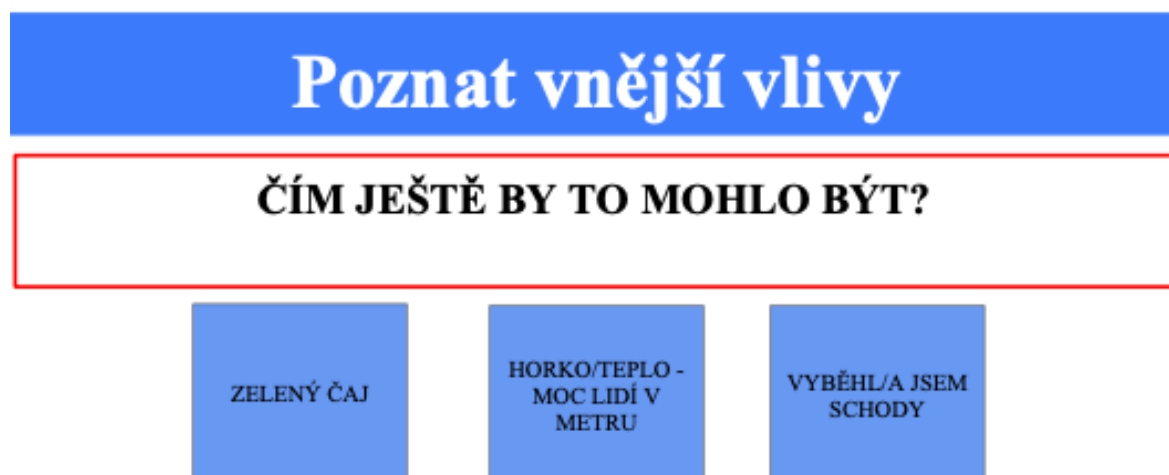 Poznat vnější vlivy
ČÍM JEŠTĚ BY TO MOHLO BÝT?
ZELENÝ ČAJ
HORKO/TEPLO -
MOC LIDÍ V
METRU
VYBĚHL/A JSEM
SCHODY